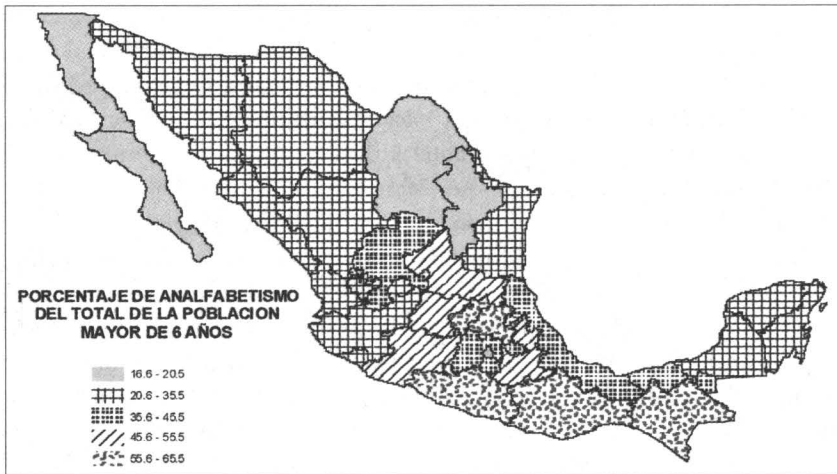 PORCENTAJE DE ANALFABETISMO
DEL TOTAL DE LA POBLACION
MAYOR DE 6 AÑOS
16.6 - 20.5
20.6 - 35.5
35.6 - 45.5
45.6 - 55.5
55.6 - 65.5